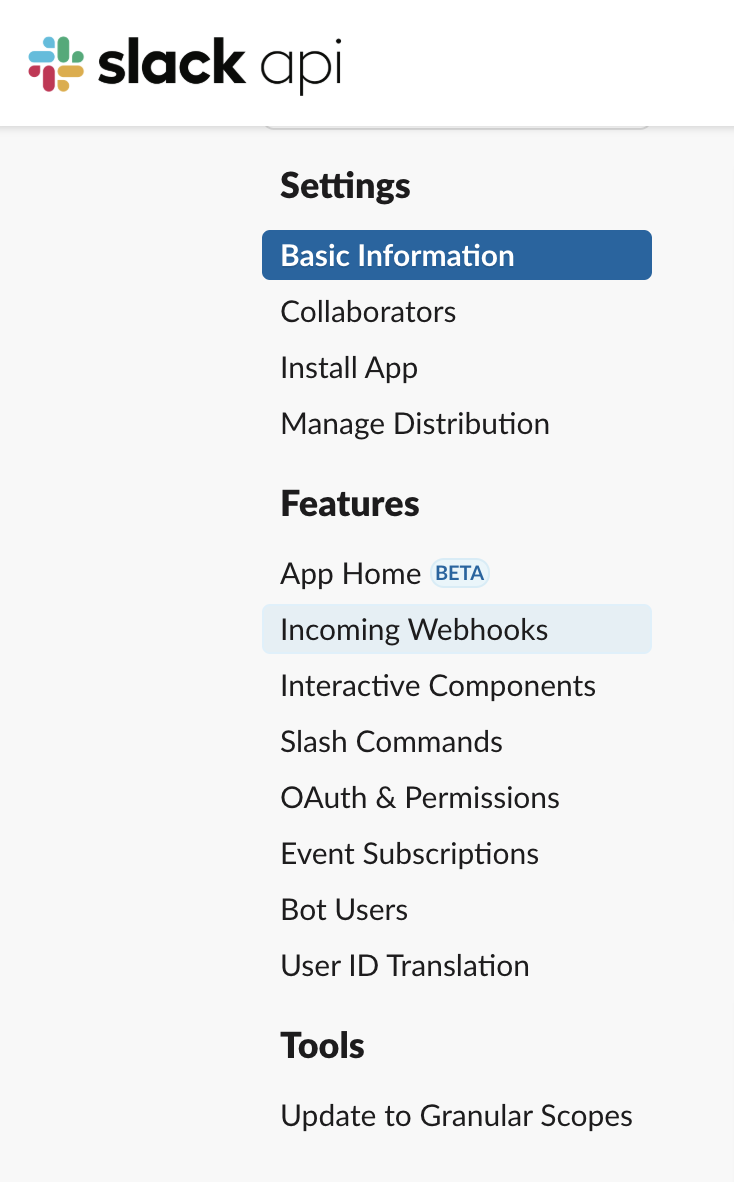 slack api
Settings
Basic Information
Collaborators
Install App
Manage Distribution
Features
App Home BETA
Incoming Webhooks
Interactive Components
Slash Commands
OAuth & Permissions
Event Subscriptions
Bot Users
User ID Translation
Tools
Update to Granular Scopes